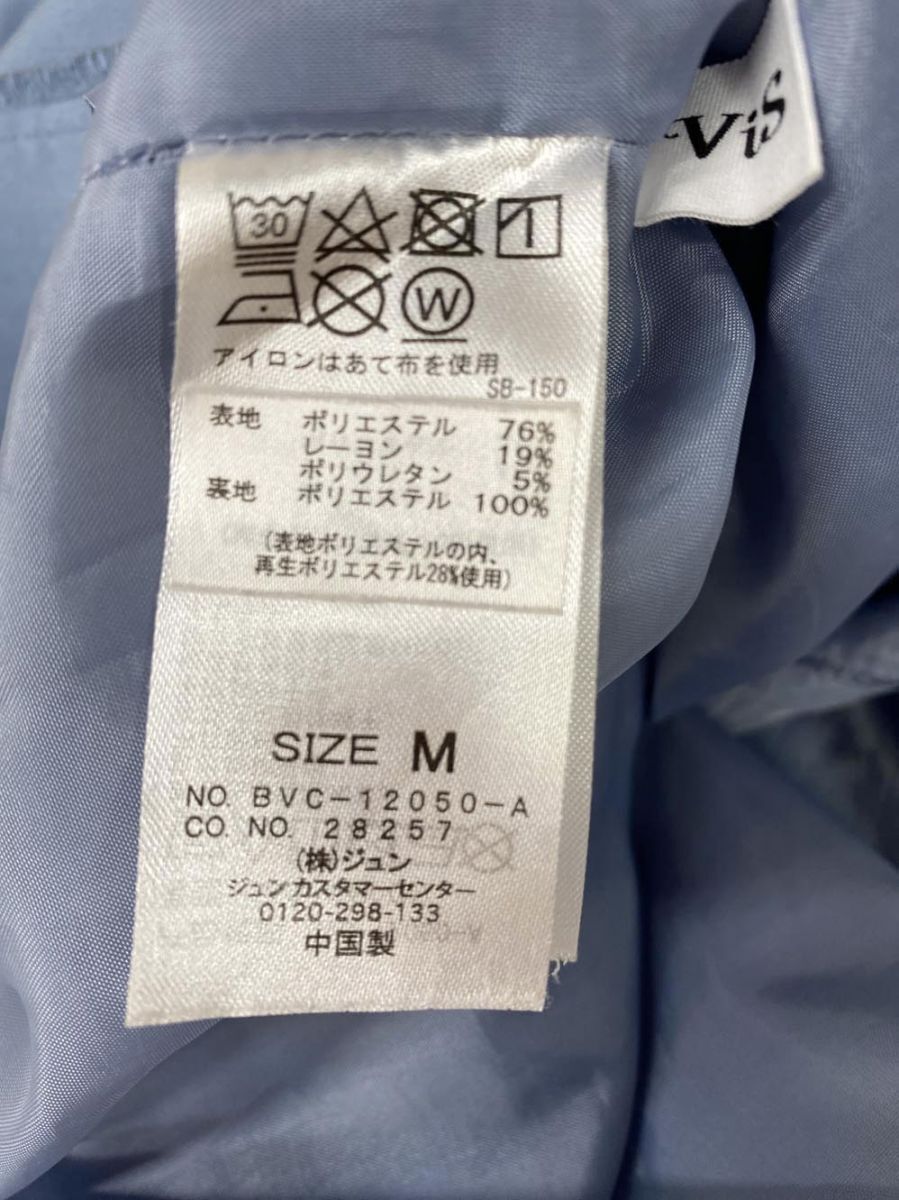 ViS
30
W
アイロンはあて布を使用
SB-150
表地 ポリエステル 76%
レーヨン 19%
ポリウレタン 5%
裏地 ポリエステル 100%
(表地ポリエステルの内、
再生ポリエステル28%使用)
SIZE M
NO. BVC-12050-A
CO. NO. 28257
(株)ジュン
ジュンカスタマーセンター
0120-298-133
中国製